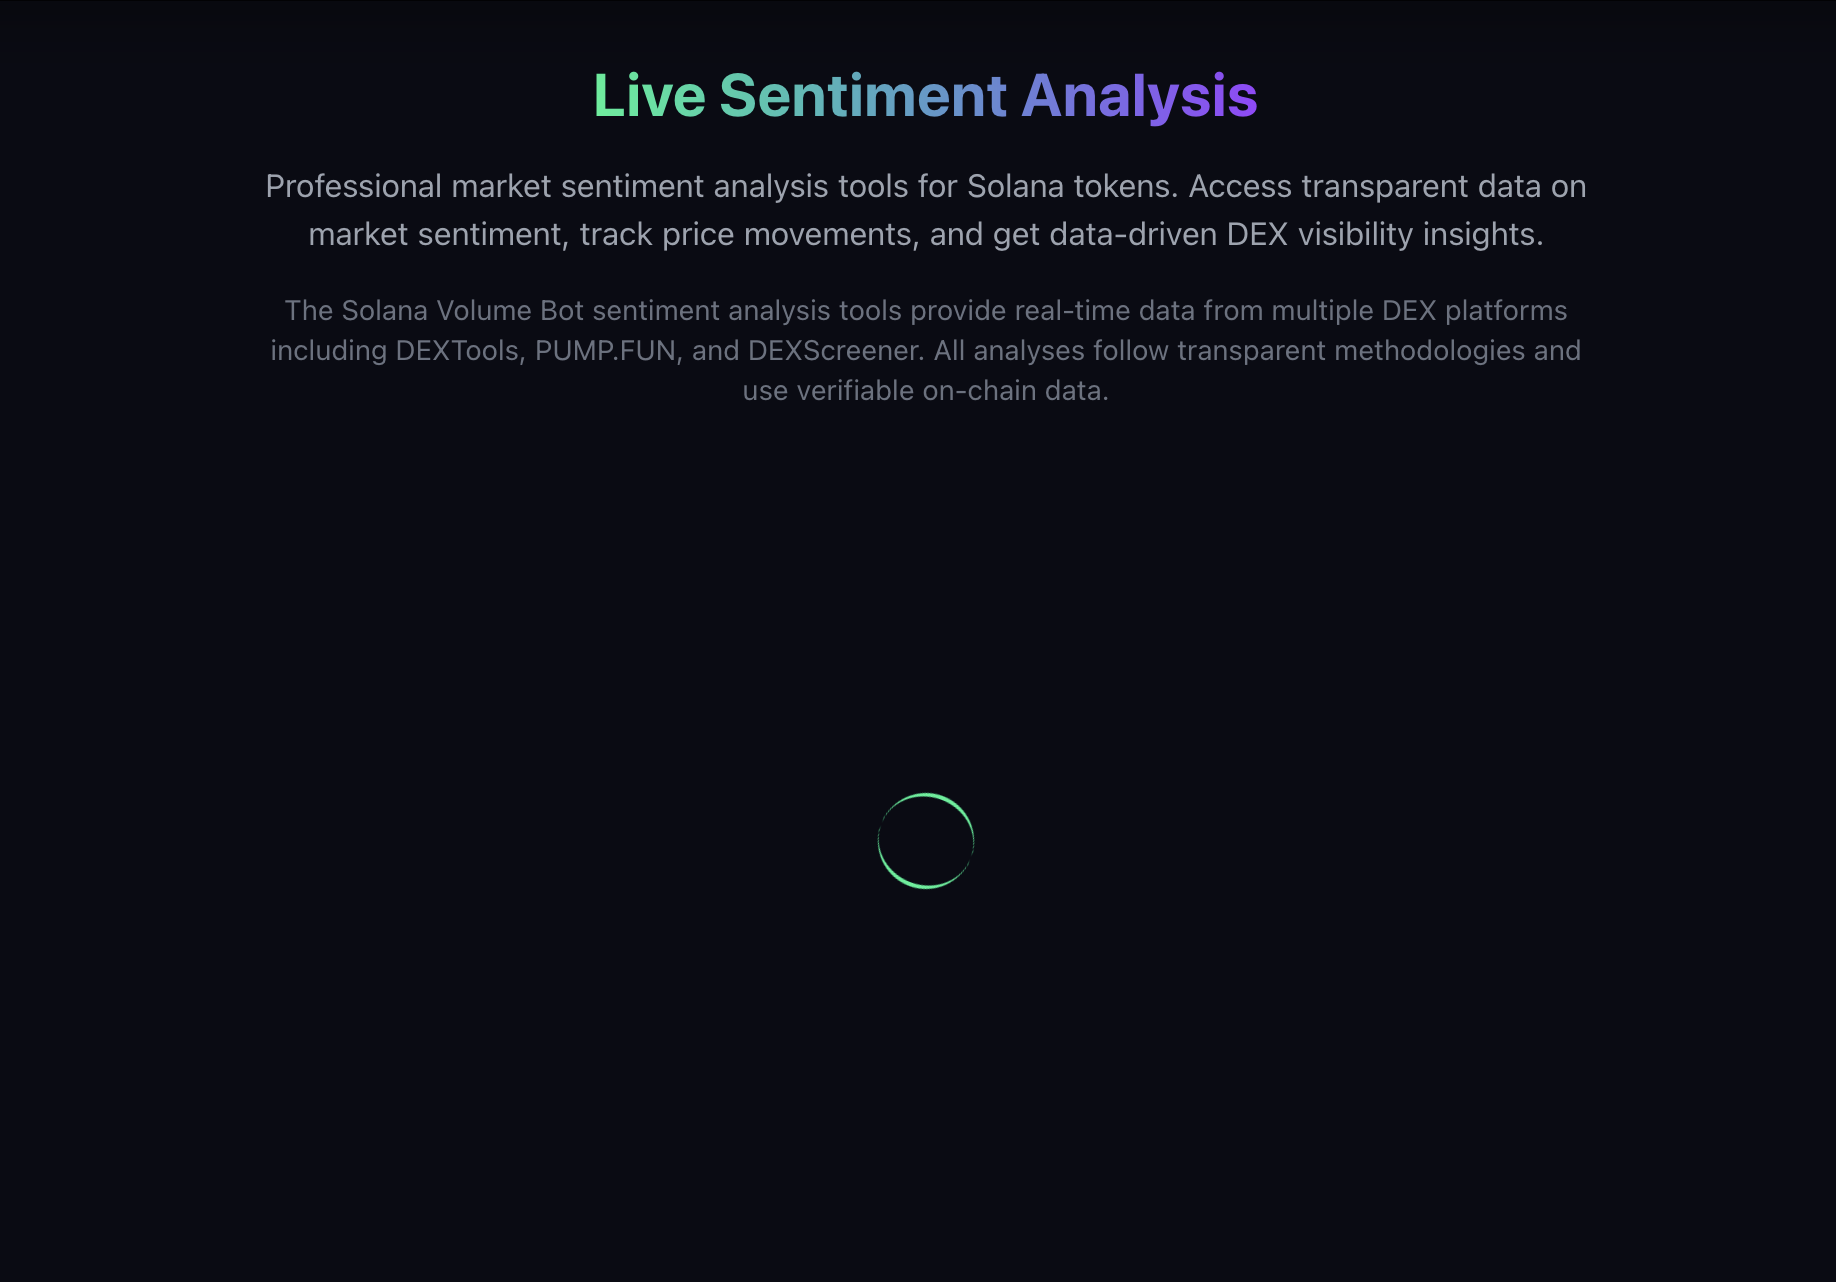 Live Sentiment Analysis
Professional market sentiment analysis tools for Solana tokens. Access transparent data on
market sentiment, track price movements, and get data-driven DEX visibility insights.
The Solana Volume Bot sentiment analysis tools provide real-time data from multiple DEX platforms
including DEXTools, PUMP.FUN, and DEXScreener. All analyses follow transparent methodologies and
use verifiable on-chain data.